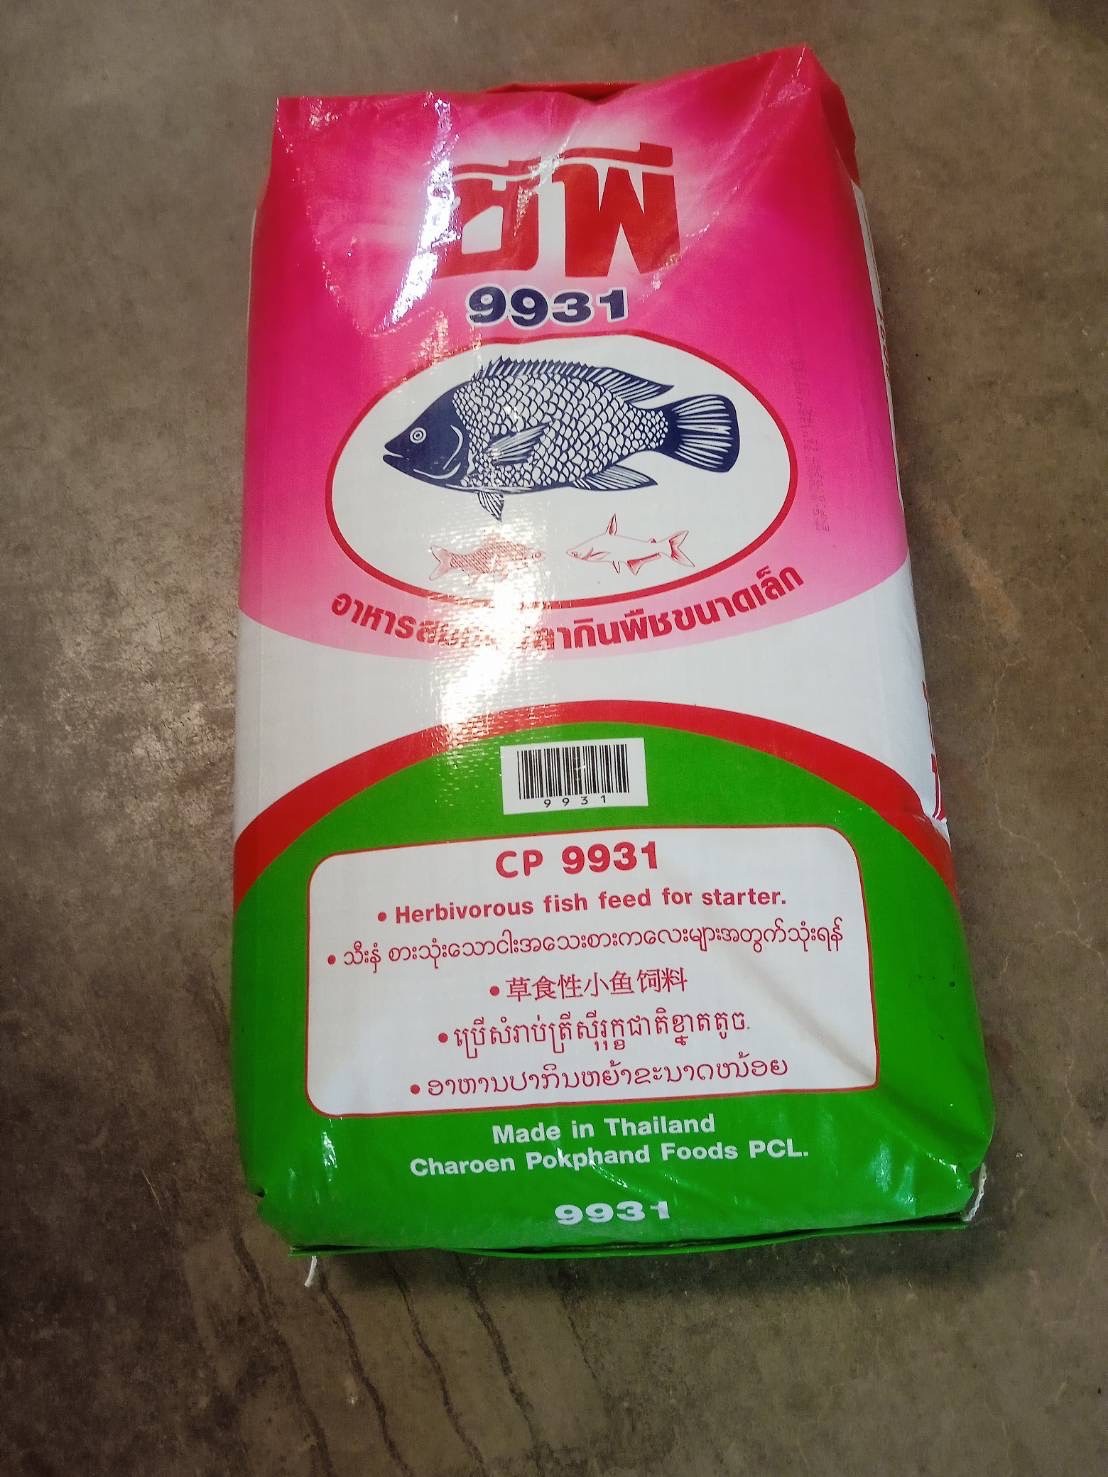 ซีพี
9931
อาหารสมทบปลากินพืชขนาดเล็ก
9931
CP 9931
• Herbivorous fish feed for starter.
• သီးနှံ စားသုံးသောငါးအသေးစားကလေးများအတွက်သုံးရန်
• 草食性小鱼饲料
• ប្រើសំរាប់ត្រីស៊ីរុក្ខជាតិខ្នាតតូច.
• ອາຫານປາກິນຫຍ້າຂະນາດໜ້ອຍ
Made in Thailand
Charoen Pokphand Foods PCL.
9931